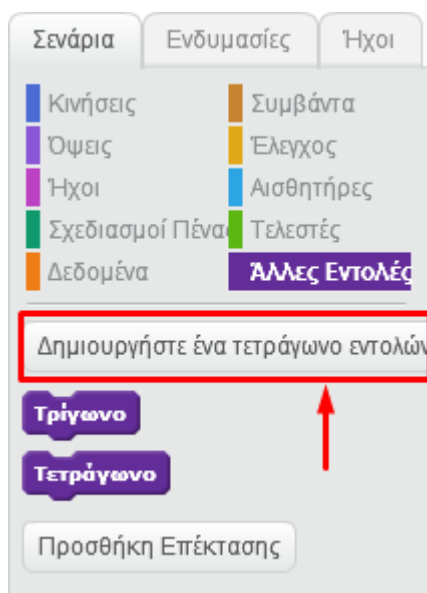 Σενάρια Ενδυμασίες Ήχοι
Κινήσεις Συμβάντα
Όψεις Έλεγχος
Ήχοι Αισθητήρες
Σχεδιασμοί Πένας Τελεστές
Δεδομένα Άλλες Εντολές
Δημιουργήστε ένα τετράγωνο εντολών
Τρίγωνο
Τετράγωνο
Προσθήκη Επέκτασης